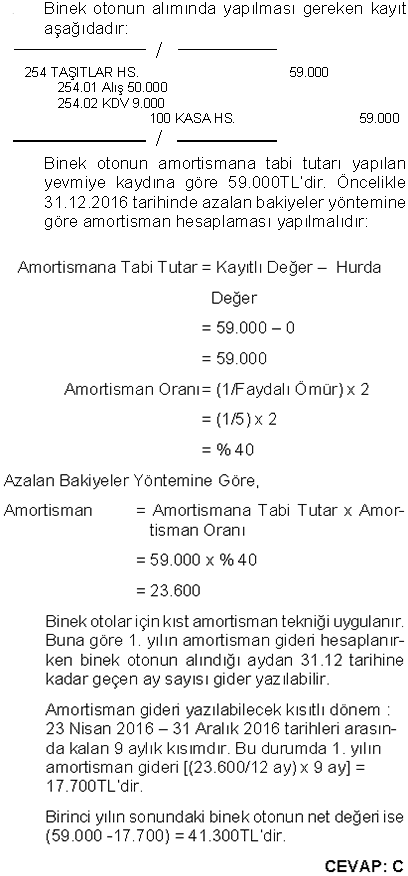 Binek otonun alımında yapılması gereken kayıt
aşağıdadır:
/
254 TAŞITLAR HS. 59.000
254.01 Alış 50.000
254.02 KDV 9.000
100 KASA HS. 59.000
/
Binek otonun amortismana tabi tutarı yapılan
yevmiye kaydına göre 59.000TL'dir. Öncelikle
31.12.2016 tarihinde azalan bakiyeler yöntemine
göre amortisman hesaplaması yapılmalıdır:
Amortismana Tabi Tutar = Kayıtlı Değer – Hurda
Değer
= 59.000 – 0
= 59.000
Amortisman Oranı= (1/Faydalı Ömür) x 2
= (1/5) x 2
= % 40
Azalan Bakiyeler Yöntemine Göre,
Amortisman = Amortismana Tabi Tutar x Amor-
tisman Oranı
= 59.000 x % 40
= 23.600
Binek otolar için kıst amortisman tekniği uygulanır.
Buna göre 1. yılın amortisman gideri hesaplanır-
ken binek otonun alındığı aydan 31.12 tarihine
kadar geçen ay sayısı gider yazılabilir.
Amortisman gideri yazılabilecek kısıtlı dönem :
23 Nisan 2016 – 31 Aralık 2016 tarihleri arasın-
da kalan 9 aylık kısımdır. Bu durumda 1. yılın
amortisman gideri [(23.600/12 ay) x 9 ay] =
17.700TL'dir.
Birinci yılın sonundaki binek otonun net değeri ise
(59.000 -17.700) = 41.300TL'dir.
CEVAP: C